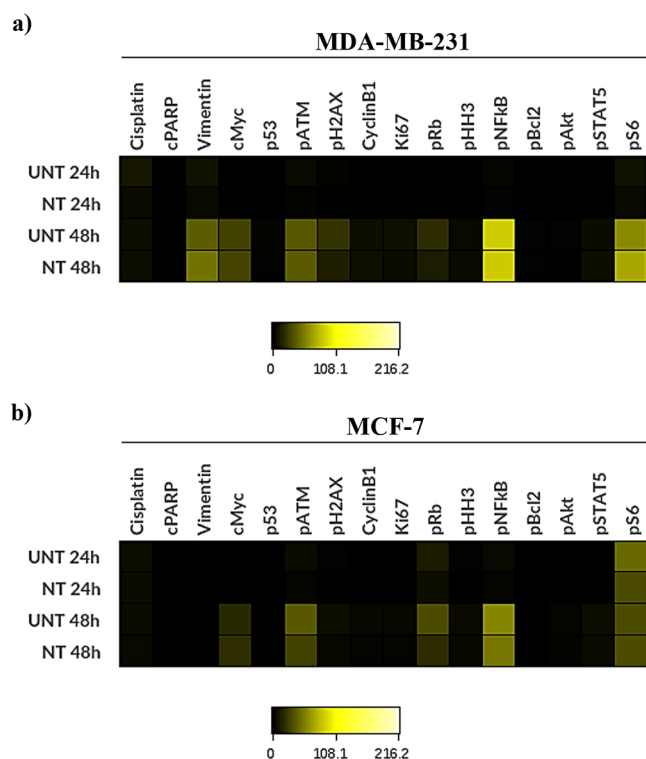 a)
MDA-MB-231
Cisplatin
cPARP
Vimentin
cMyc
p53
pATM
pH2AX
CyclinB1
Ki67
pRb
pHH3
pNFkB
pBcl2
pAkt
pSTAT5
pS6
UNT 24h
NT 24h
UNT 48h
NT 48h
0 108.1 216.2
b)
MCF-7
Cisplatin
cPARP
Vimentin
cMyc
p53
pATM
pH2AX
CyclinB1
Ki67
pRb
pHH3
pNFkB
pBcl2
pAkt
pSTAT5
pS6
UNT 24h
NT 24h
UNT 48h
NT 48h
0 108.1 216.2